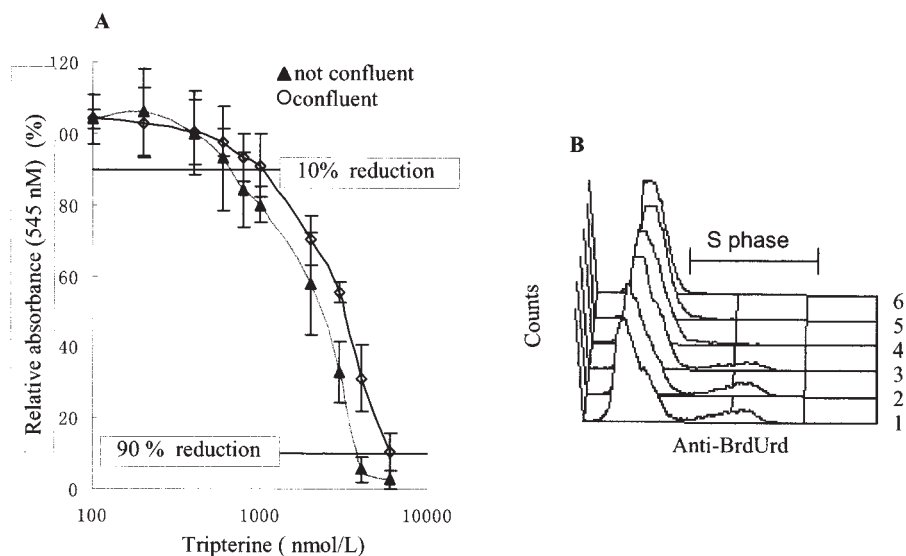 A
▲ not confluent
○ confluent
Relative absorbance (545 nM) (%)
20
00
80
60
40
20
0
10% reduction
90 % reduction
100
1000
10000
Tripterine ( nmol/L)
B
S phase
Counts
6
5
4
3
2
1
Anti-BrdUrd